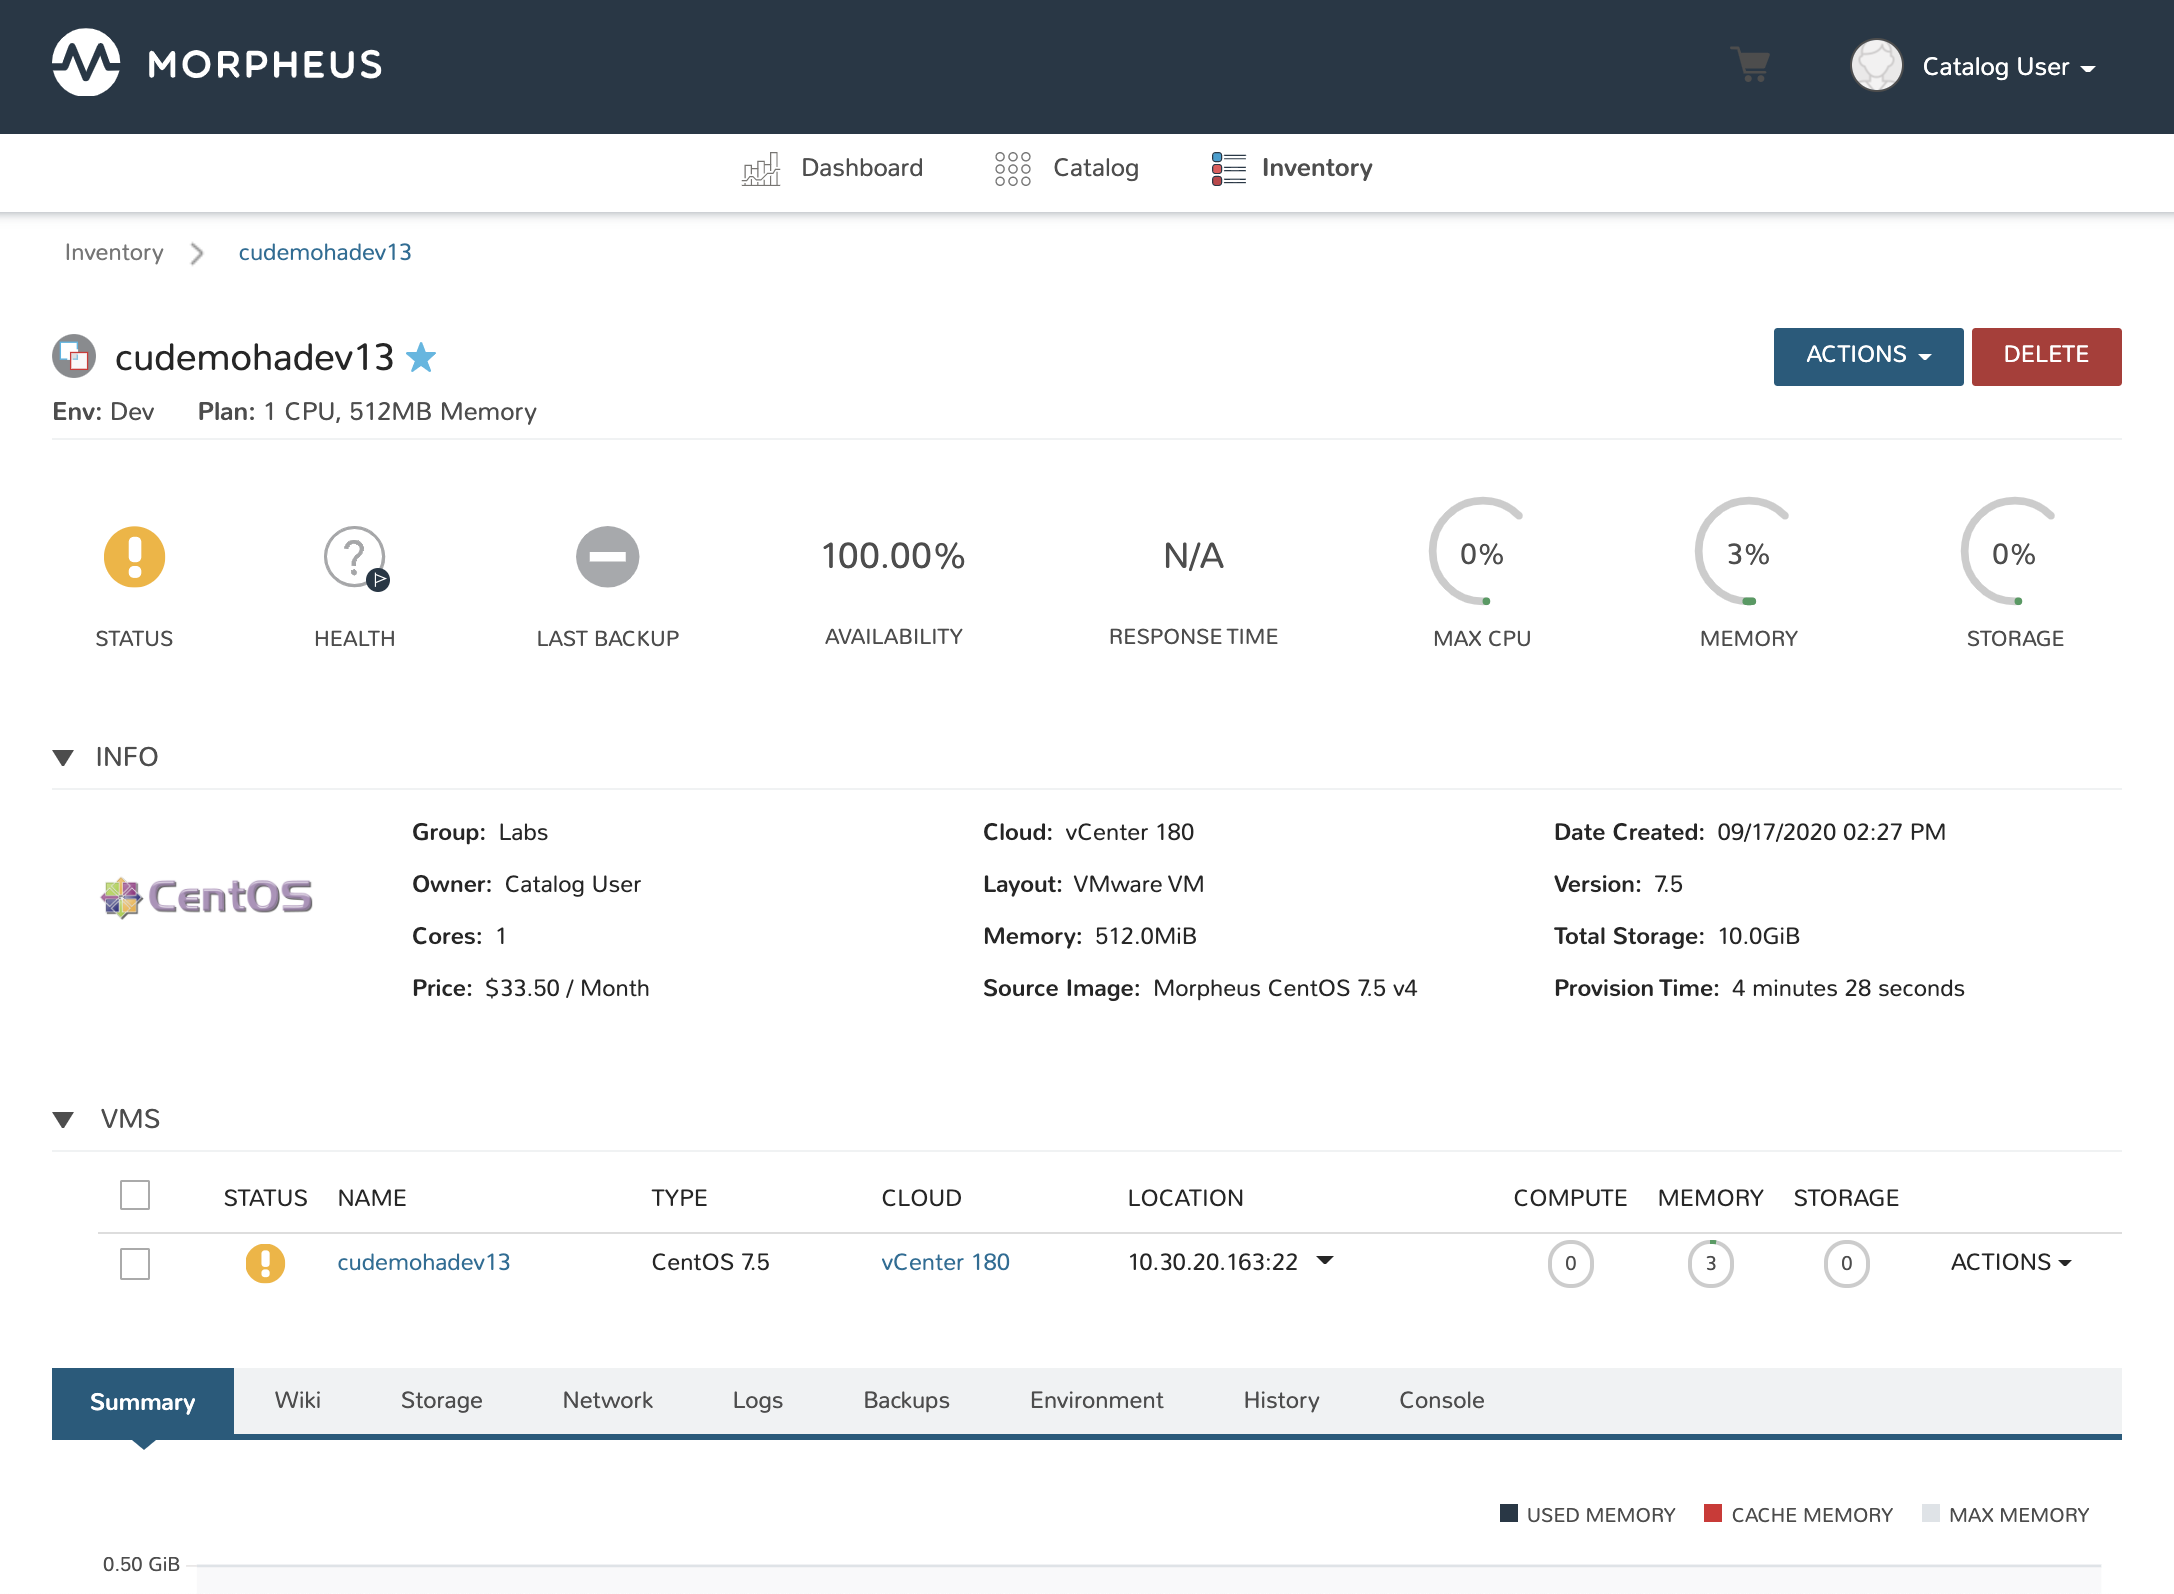 MORPHEUS
Catalog User
Dashboard Catalog Inventory
Inventory cudemohadev13
cudemohadev13
ACTIONS DELETE
Env: Dev Plan: 1 CPU, 512MB Memory
100.00% N/A 0% 3% 0%
STATUS HEALTH LAST BACKUP AVAILABILITY RESPONSE TIME MAX CPU MEMORY STORAGE
INFO
CentOS
Group: Labs Cloud: vCenter 180 Date Created: 09/17/2020 02:27 PM
Owner: Catalog User Layout: VMware VM Version: 7.5
Cores: 1 Memory: 512.0MiB Total Storage: 10.0GiB
Price: $33.50 / Month Source Image: Morpheus CentOS 7.5 v4 Provision Time: 4 minutes 28 seconds
VMS
STATUS NAME TYPE CLOUD LOCATION COMPUTE MEMORY STORAGE
cudemohadev13 CentOS 7.5 vCenter 180 10.30.20.163:22 0 3 0 ACTIONS
Summary Wiki Storage Network Logs Backups Environment History Console
USED MEMORY CACHE MEMORY MAX MEMORY
0.50 GiB